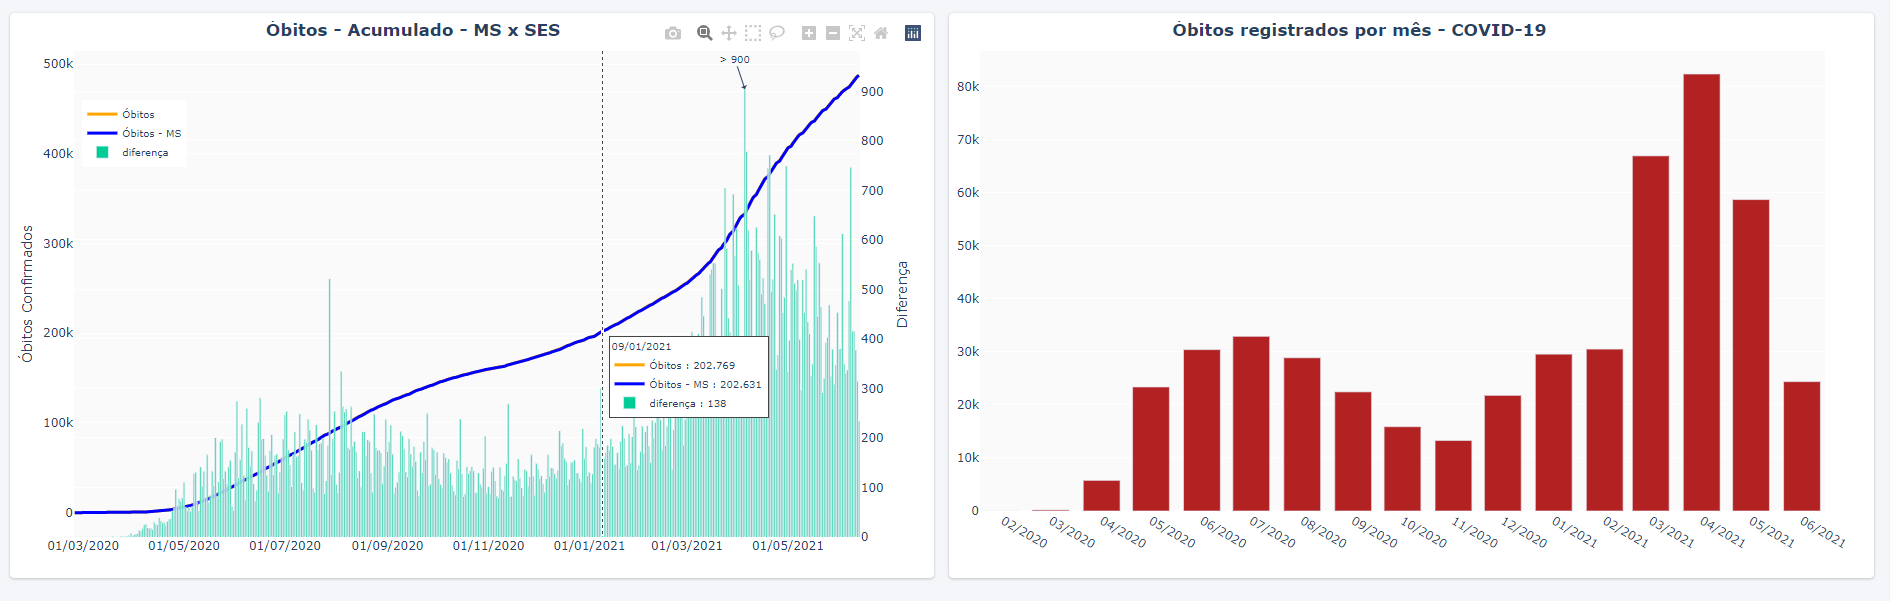 Óbitos - Acumulado - MS x SES
> 900
500k
400k
300k
200k
100k
0
Óbitos Confirmados
Óbitos
Óbitos - MS
diferença
900
800
700
600
500
400
300
200
100
0
Diferença
09/01/2021
Óbitos : 202.769
Óbitos - MS : 202.631
diferença : 138
01/03/2020
01/05/2020
01/07/2020
01/09/2020
01/11/2020
01/01/2021
01/03/2021
01/05/2021
Óbitos registrados por mês - COVID-19
80k
70k
60k
50k
40k
30k
20k
10k
0
02/2020
03/2020
04/2020
05/2020
06/2020
07/2020
08/2020
09/2020
10/2020
11/2020
12/2020
01/2021
02/2021
03/2021
04/2021
05/2021
06/2021